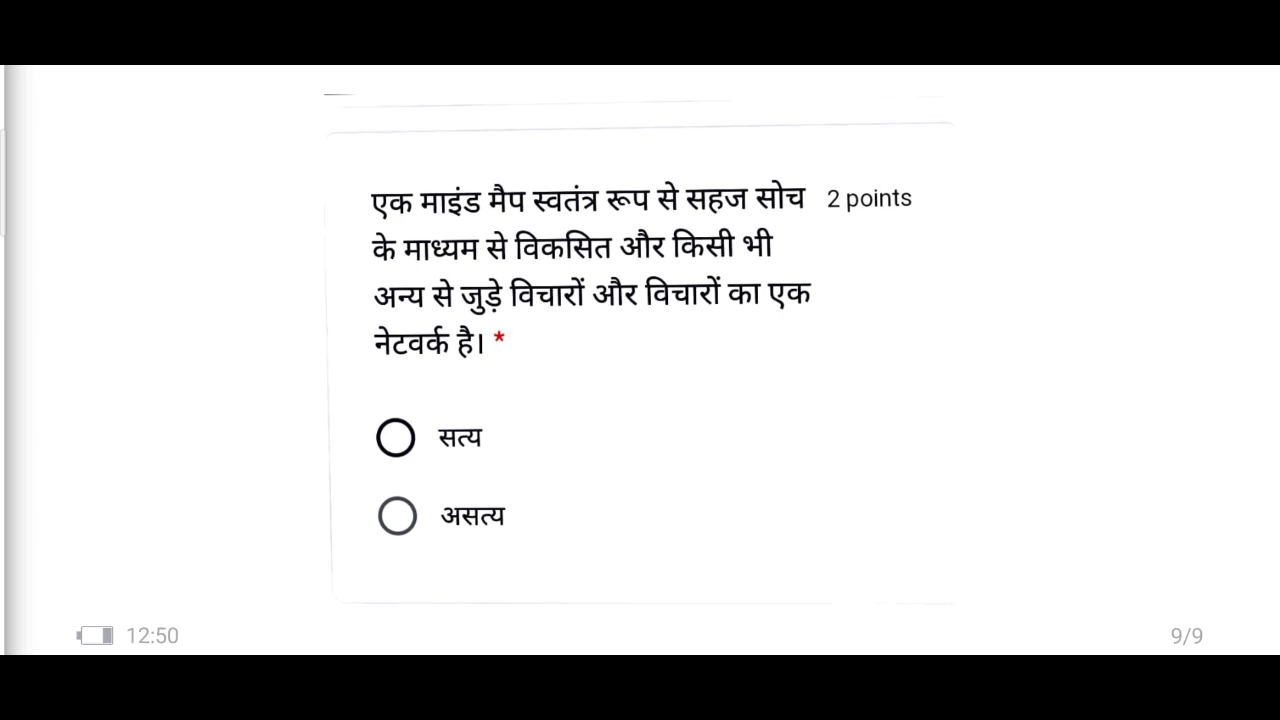 एक माइंड मैप स्वतंत्र रूप से सहज सोच 2 points
के माध्यम से विकसित और किसी भी
अन्य से जुड़े विचारों और विचारों का एक
नेटवर्क है। *
सत्य
असत्य
12:50 9/9